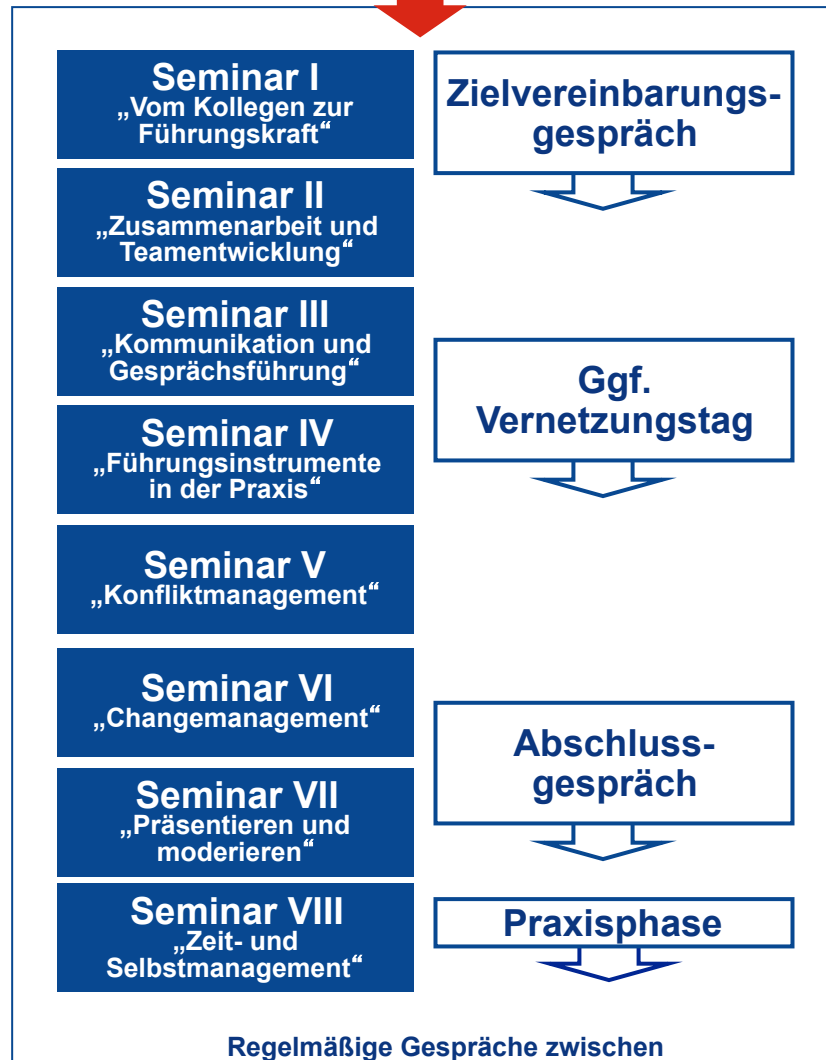 Seminar I
„Vom Kollegen zur
Führungskraft“
Zielvereinbarungs-
gespräch
Seminar II
„Zusammenarbeit und
Teamentwicklung“
Seminar III
„Kommunikation und
Gesprächsführung“
Ggf.
Vernetzungstag
Seminar IV
„Führungsinstrumente
in der Praxis“
Seminar V
„Konfliktmanagement“
Seminar VI
„Changemanagement“
Abschluss-
gespräch
Seminar VII
„Präsentieren und
moderieren“
Seminar VIII
„Zeit- und
Selbstmanagement“
Praxisphase
Regelmäßige Gespräche zwischen